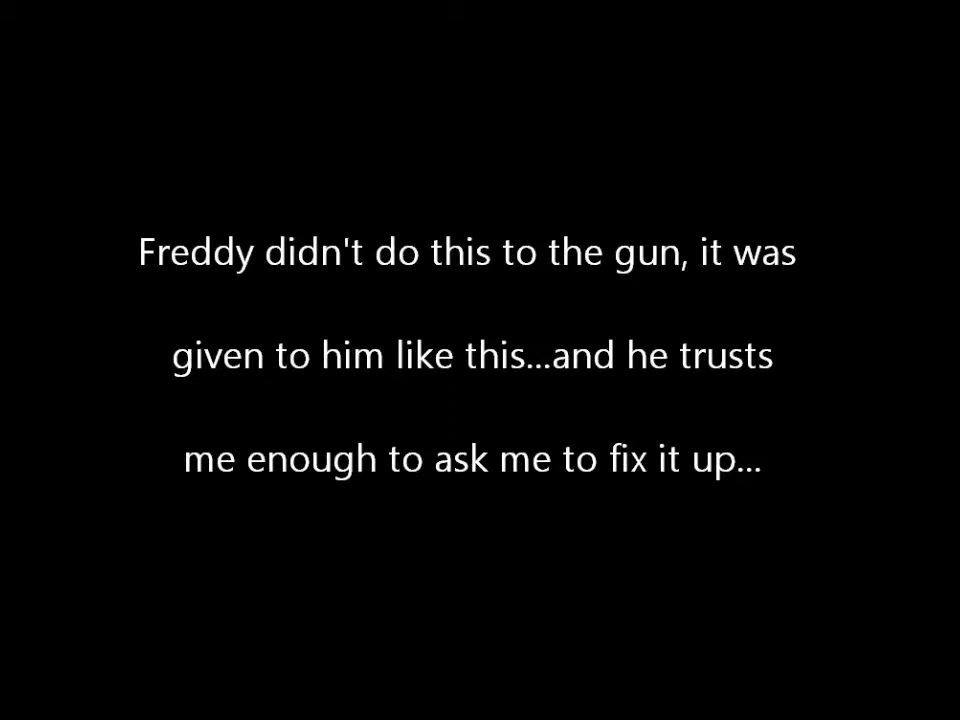 Freddy didn't do this to the gun, it was
given to him like this...and he trusts
me enough to ask me to fix it up...